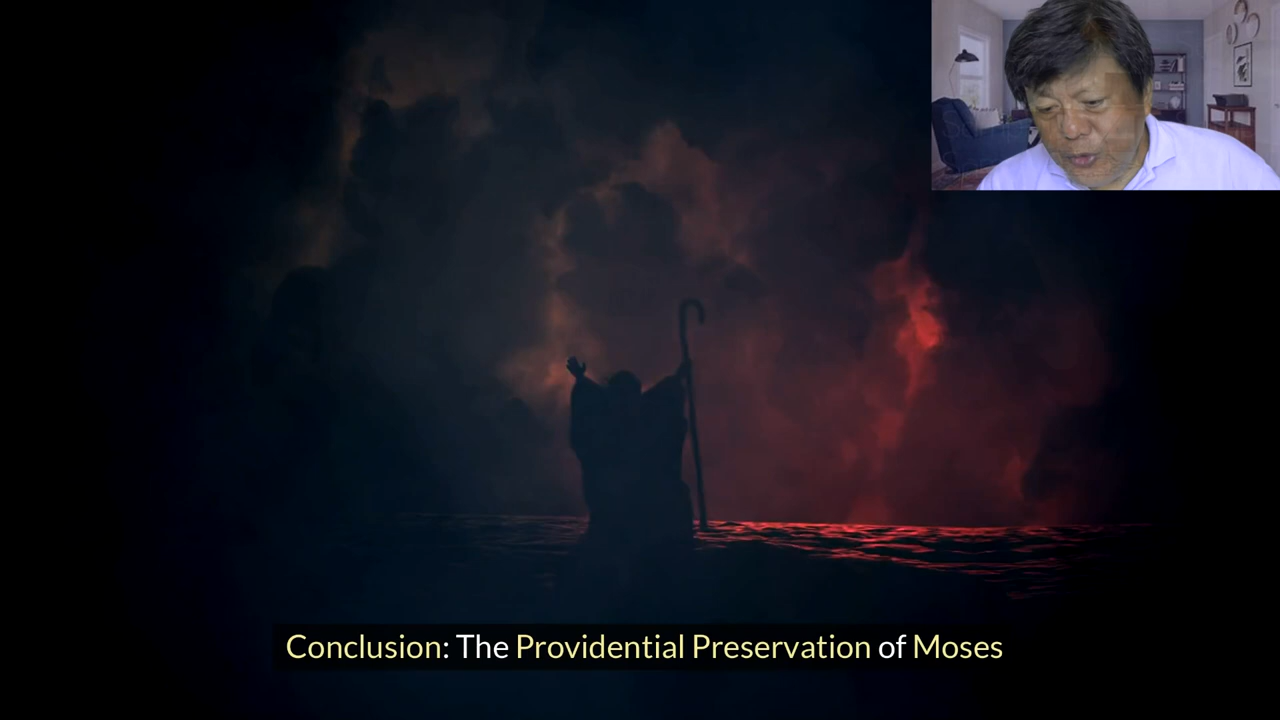 Conclusion: The Providential Preservation of Moses